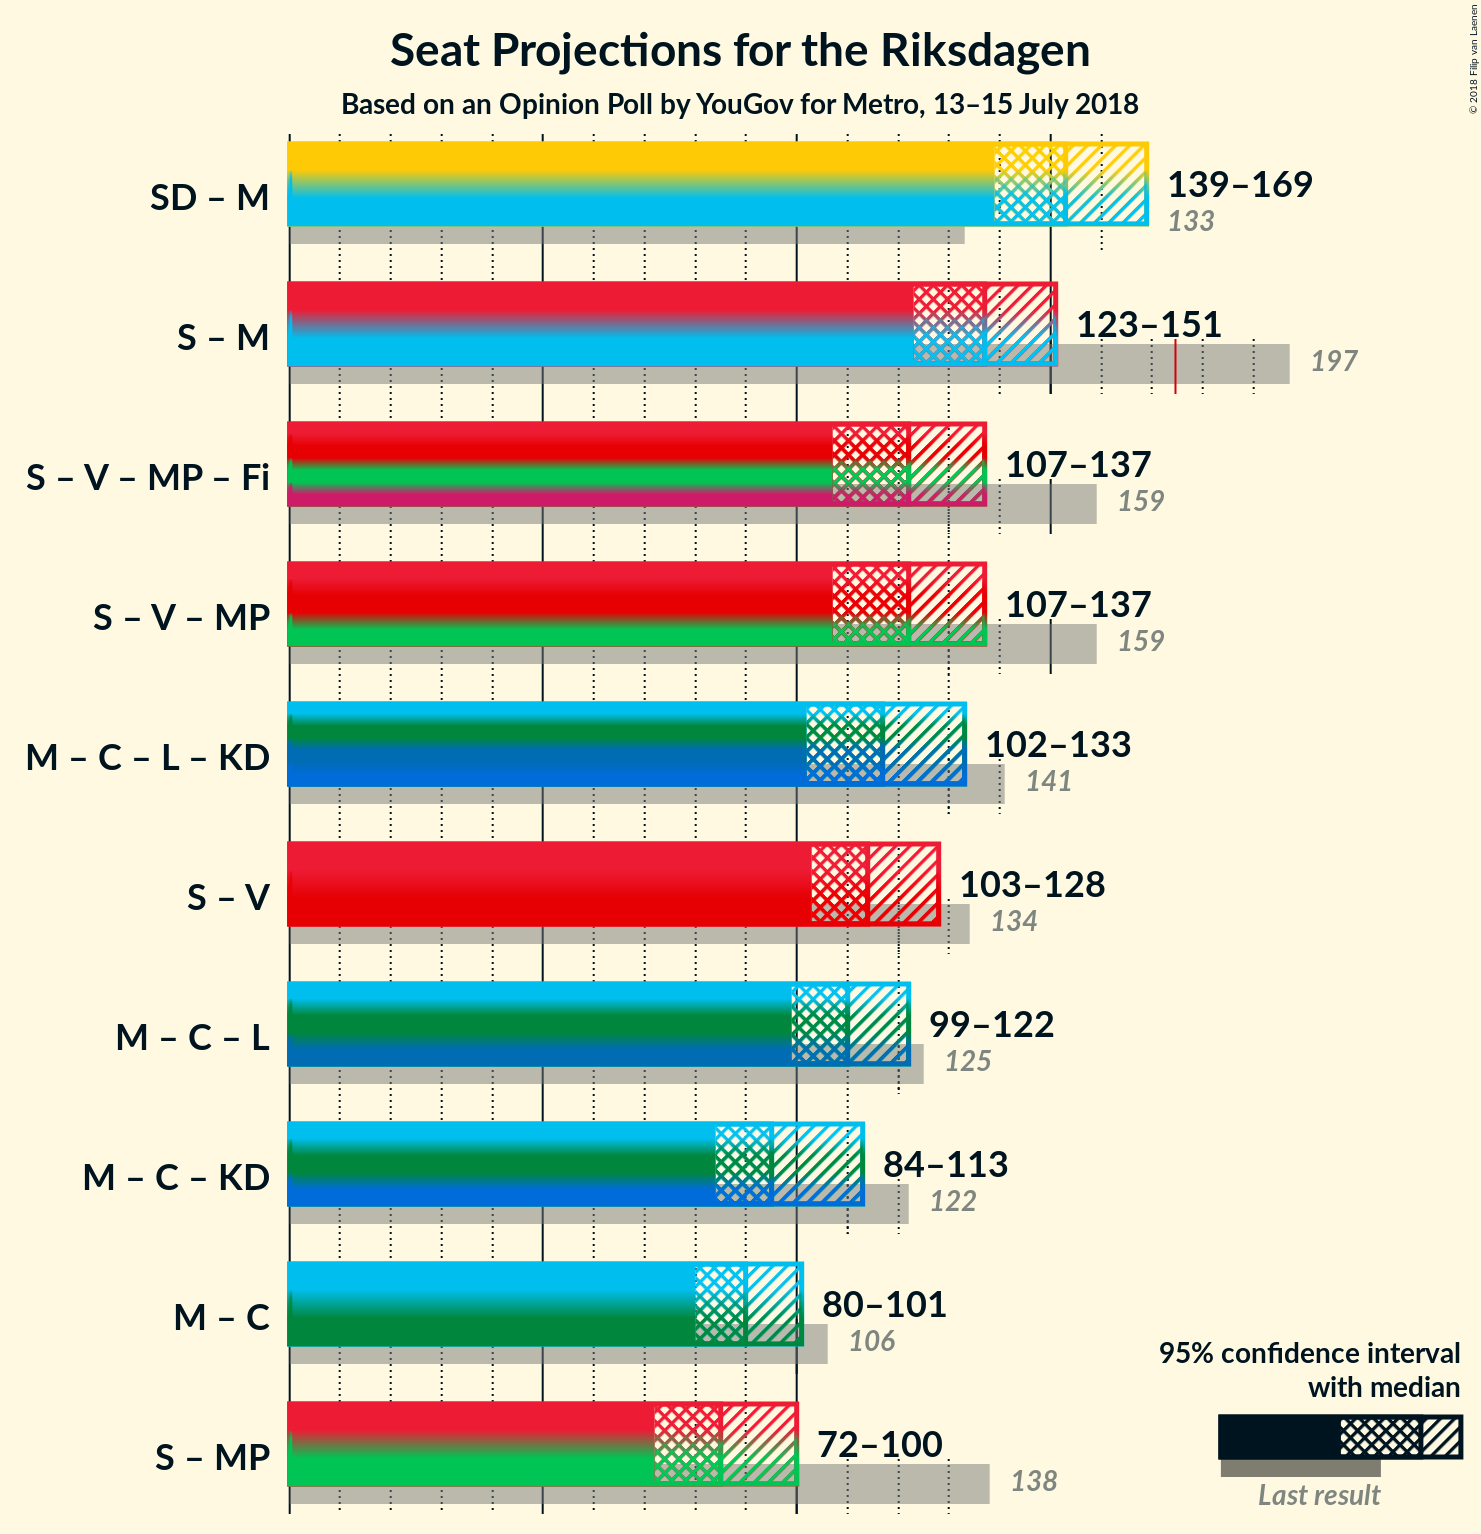 Seat Projections for the Riksdagen
Based on an Opinion Poll by YouGov for Metro, 13–15 July 2018
© 2018 Filip van Laenen
SD – M
139–169
133
S – M
123–151
197
S – V – MP – Fi
107–137
159
S – V – MP
107–137
159
M – C – L – KD
102–133
141
S – V
103–128
134
M – C – L
99–122
125
M – C – KD
84–113
122
M – C
80–101
106
S – MP
72–100
138
95% confidence interval
with median
Last result